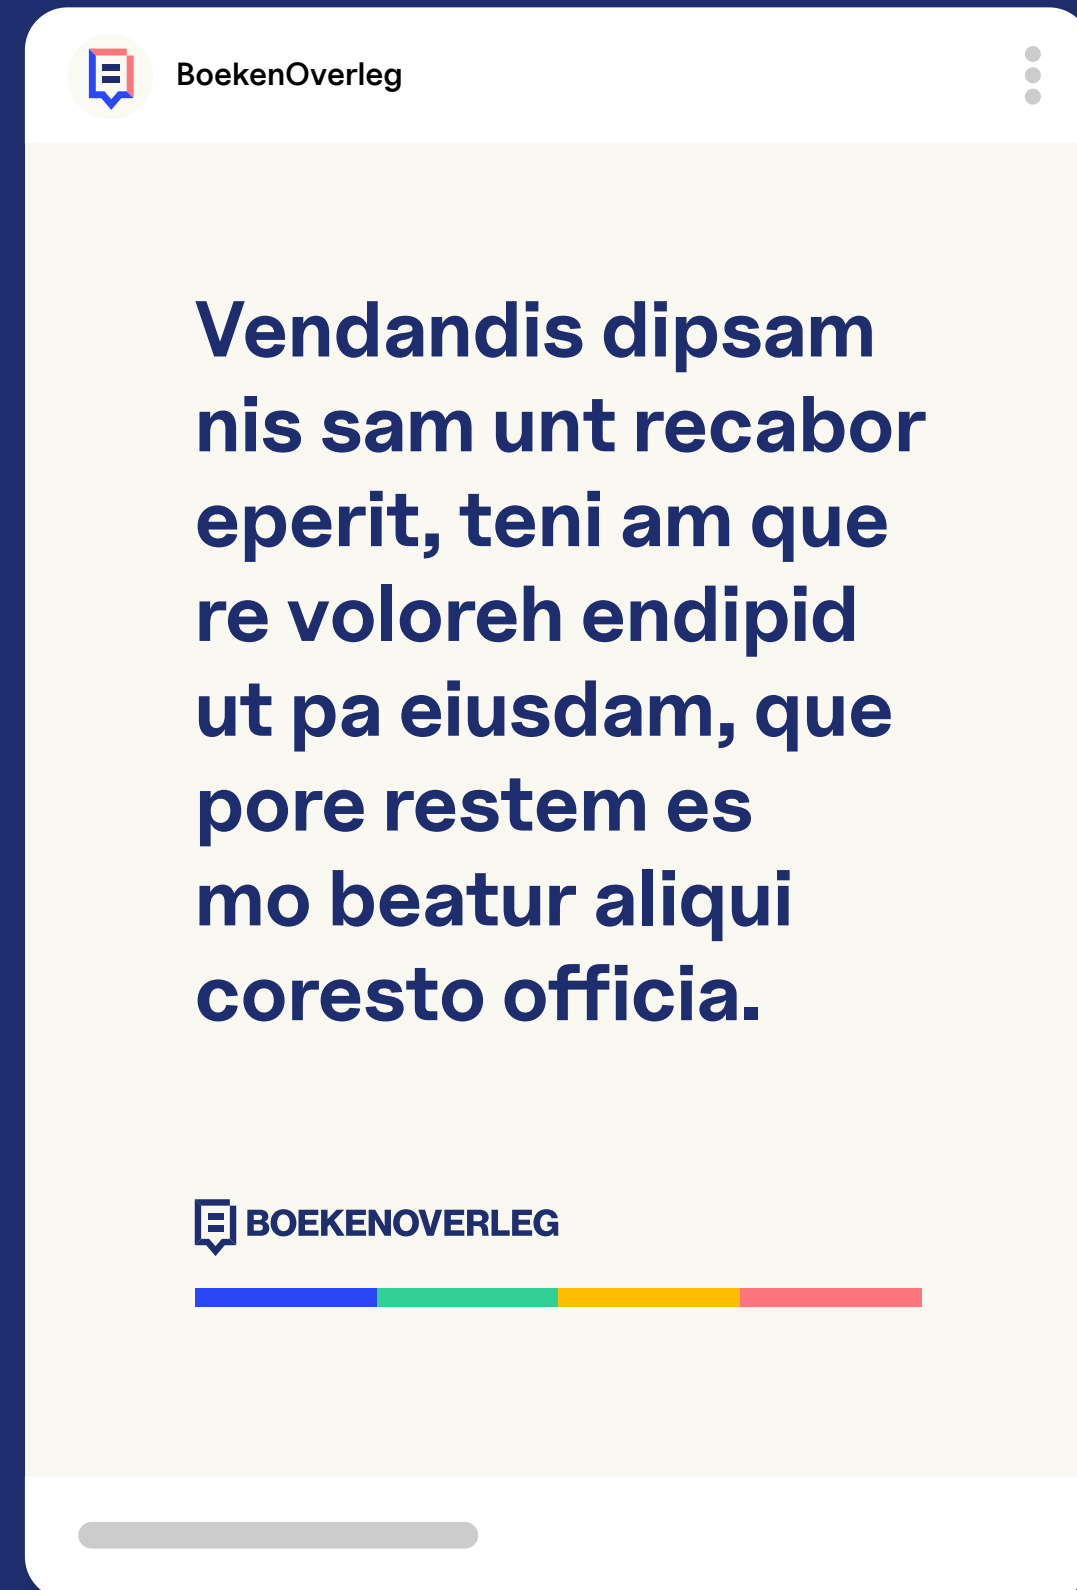 BoekenOverleg
Vendandis dipsam
nis sam unt recabor
eperit, teni am que
re voloreh endipid
ut pa eiusdam, que
pore restem es
mo beatur aliqui
coresto officia.
BOEKENOVERLEG